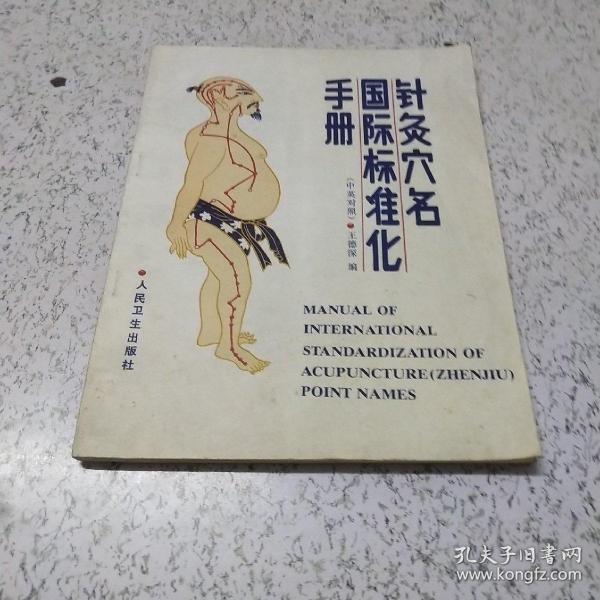 针灸穴名
国际标准化
手册
（中英对照）
王德深 编
人民卫生出版社
MANUAL OF
INTERNATIONAL
STANDARDIZATION OF
ACUPUNCTURE(ZHENJIU)
POINT NAMES
孔夫子旧书网
www.kongfz.com